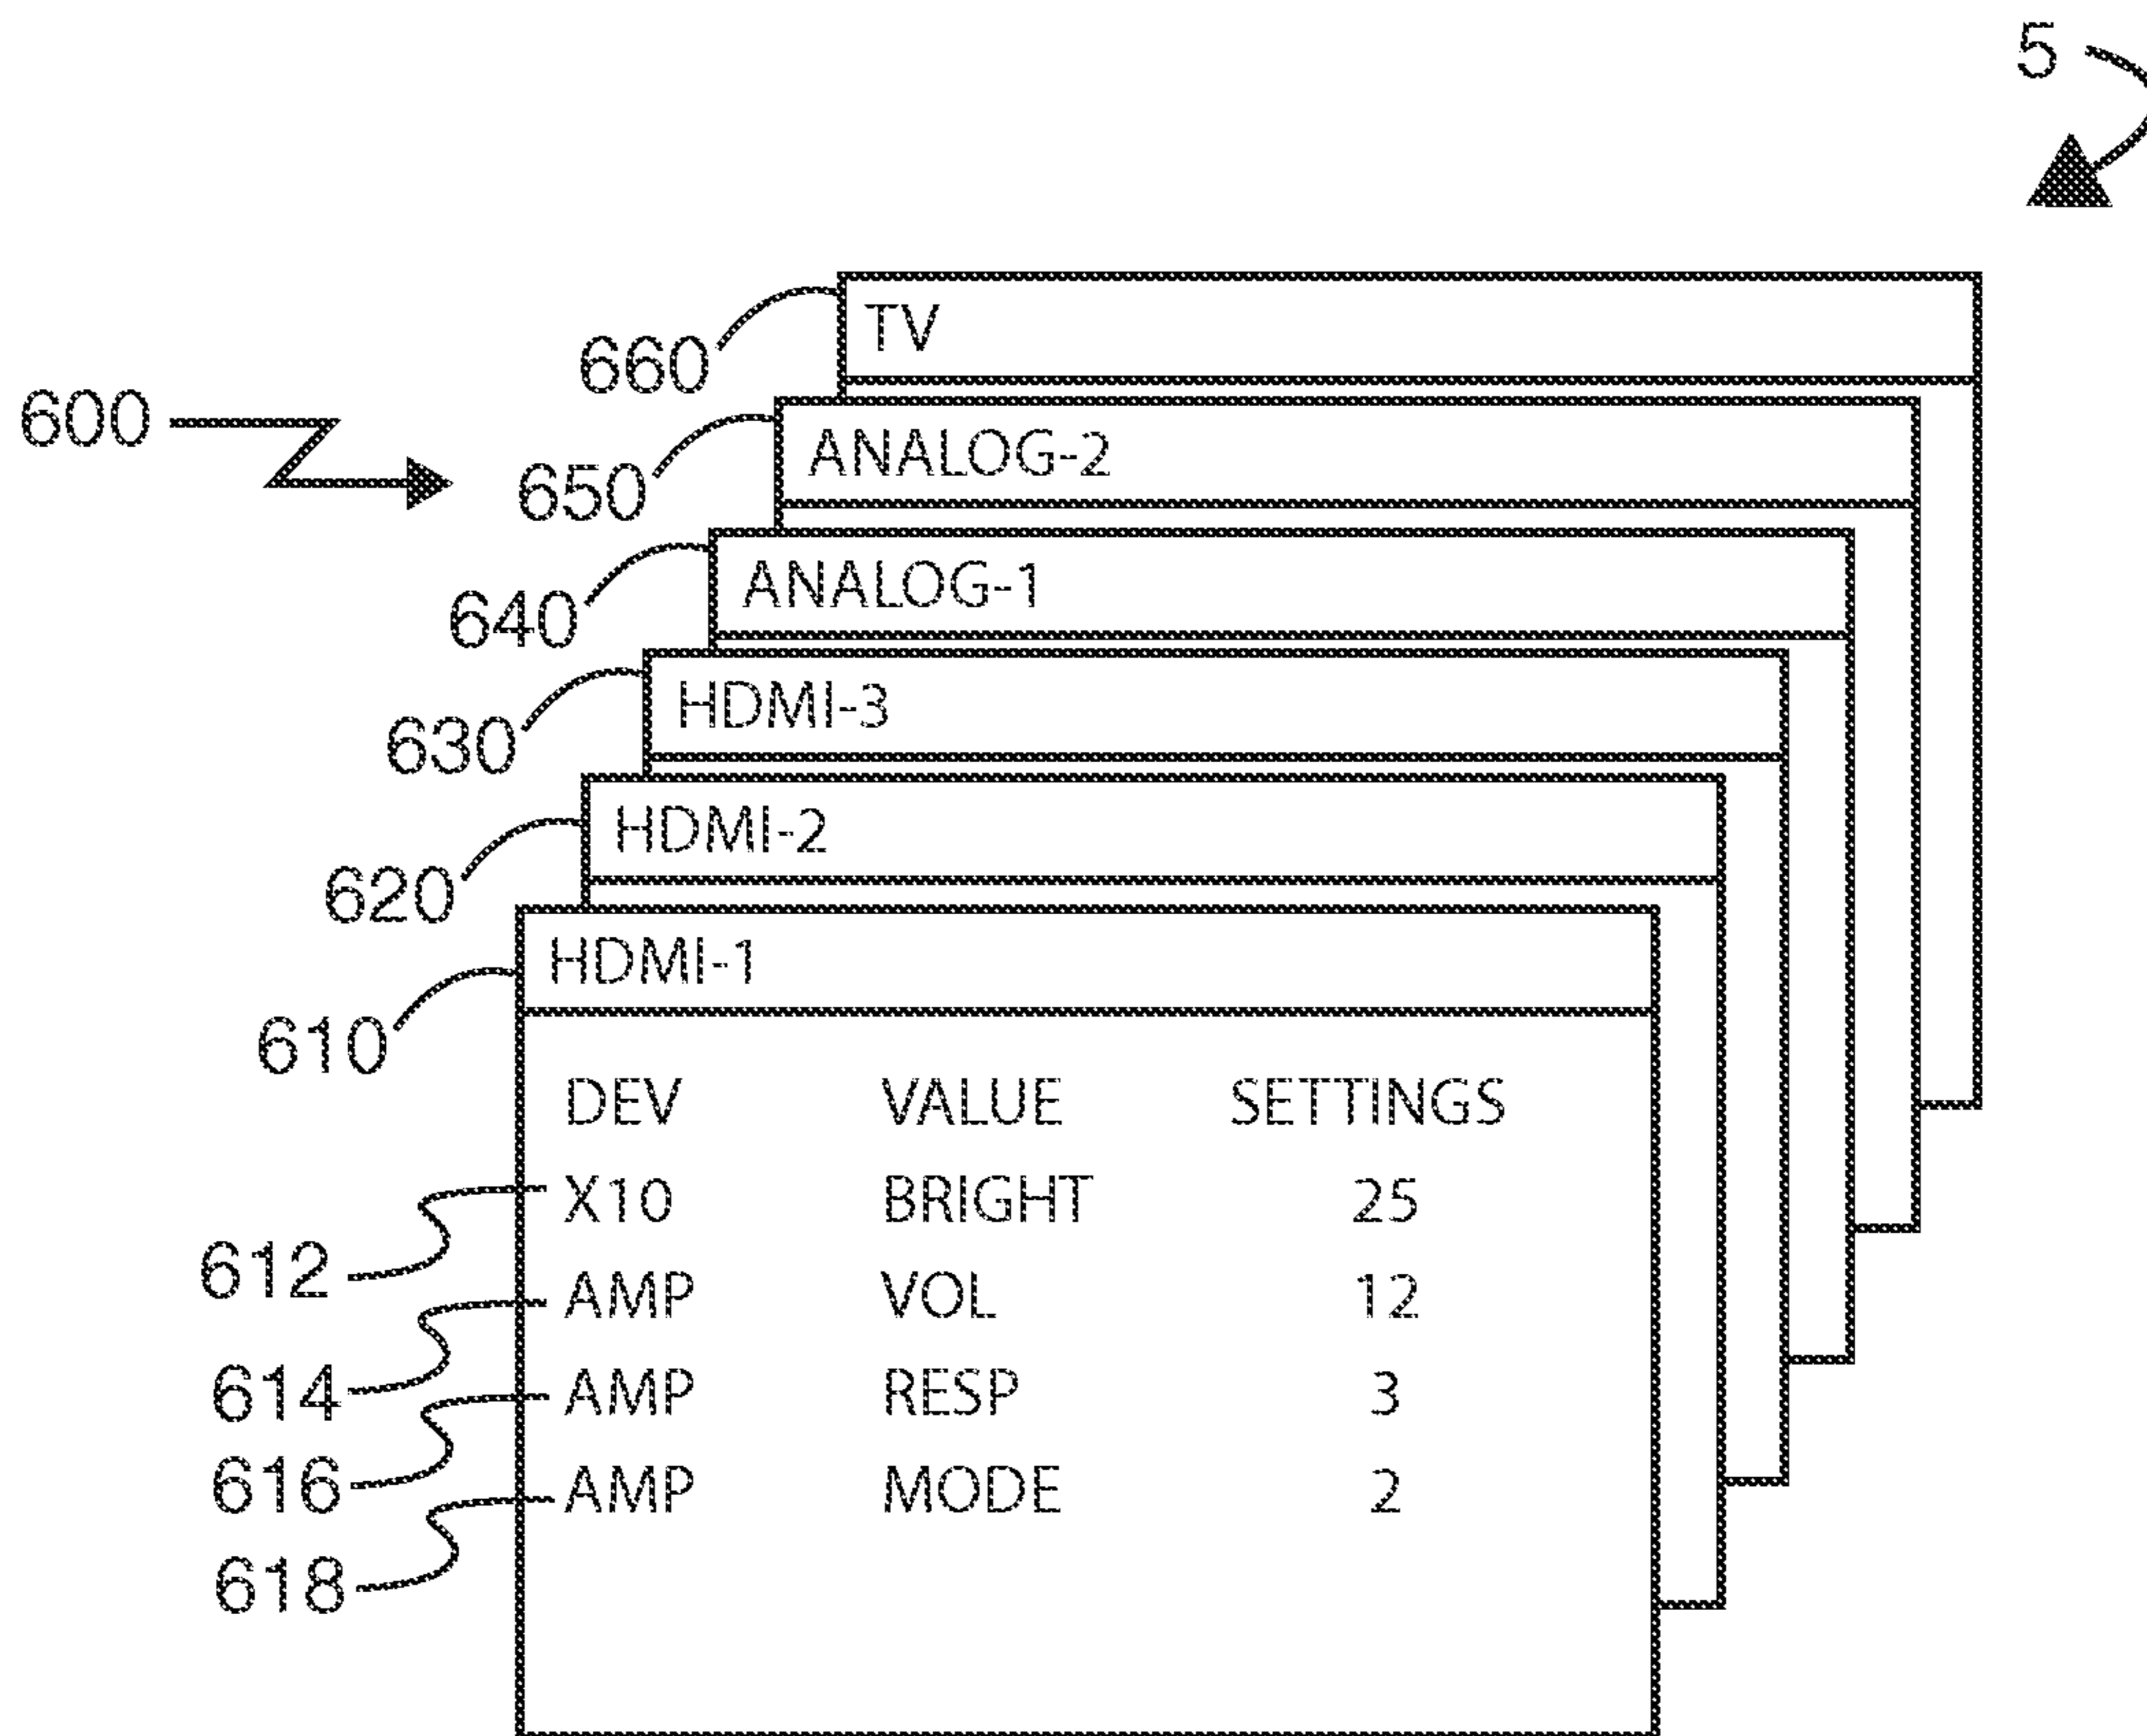 5
TV
660
600
ANALOG-2
650
ANALOG-1
640
HDMI-3
630
HDMI-2
620
HDMI-1
610
DEV VALUE SETTINGS
X10 BRIGHT 25
612
AMP VOL 12
614
AMP RESP 3
616
AMP MODE 2
618